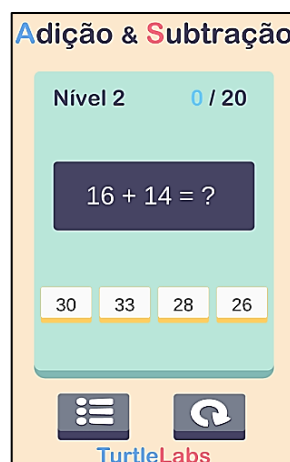 Adição & Subtração
Nível 2 0 / 20
16 + 14 = ?
30 33 28 26
TurtleLabs